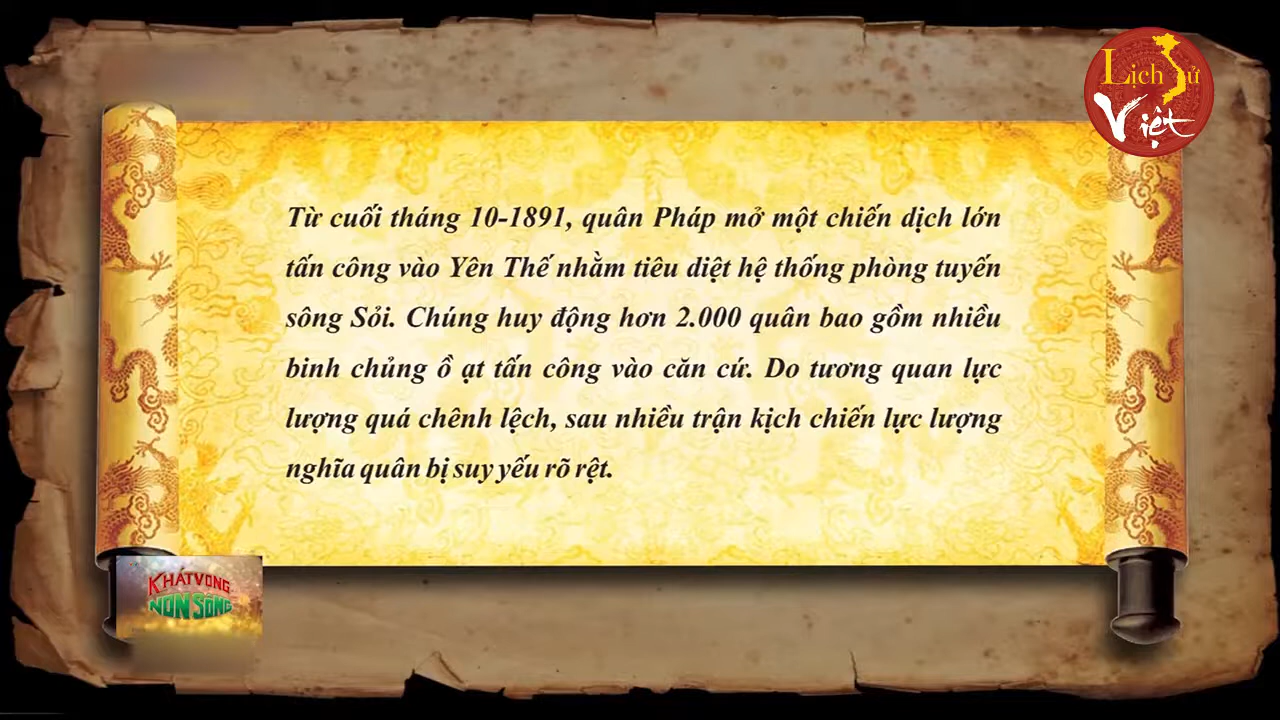 Lịch Sử
Việt
Từ cuối tháng 10-1891, quân Pháp mở một chiến dịch lớn
tấn công vào Yên Thế nhằm tiêu diệt hệ thống phòng tuyến
sông Sỏi. Chúng huy động hơn 2.000 quân bao gồm nhiều
binh chủng ồ ạt tấn công vào căn cứ. Do tương quan lực
lượng quá chênh lệch, sau nhiều trận kịch chiến lực lượng
nghĩa quân bị suy yếu rõ rệt.
KHÁT VỌNG
NON SÔNG